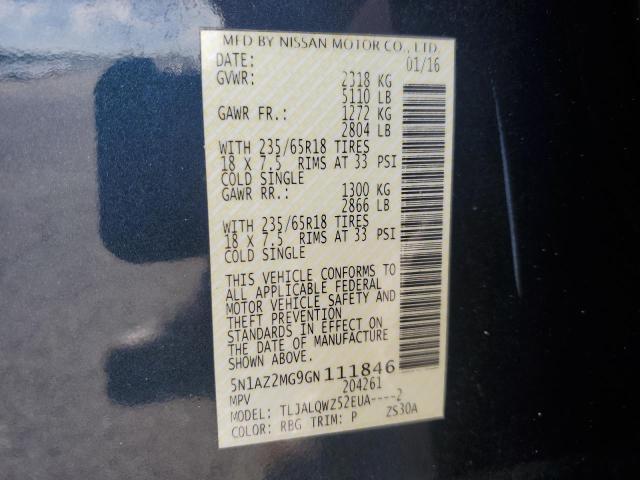 MFD BY NISSAN MOTOR CO., LTD.
DATE: 01/16
GVWR: 2318 KG
5110 LB
GAWR FR.: 1272 KG
2804 LB
WITH 235/65R18 TIRES
18 X 7.5 RIMS AT 33 PSI
COLD SINGLE
GAWR RR.: 1300 KG
2866 LB
WITH 235/65R18 TIRES
18 X 7.5 RIMS AT 33 PSI
COLD SINGLE
THIS VEHICLE CONFORMS TO
ALL APPLICABLE FEDERAL
MOTOR VEHICLE SAFETY AND
THEFT PREVENTION
STANDARDS IN EFFECT ON
THE DATE OF MANUFACTURE
SHOWN ABOVE.
5N1AZ2MG9GN111846
MPV 204261
MODEL: TLJALQWZ52EUA----2
COLOR: RBG TRIM: P ZS30A